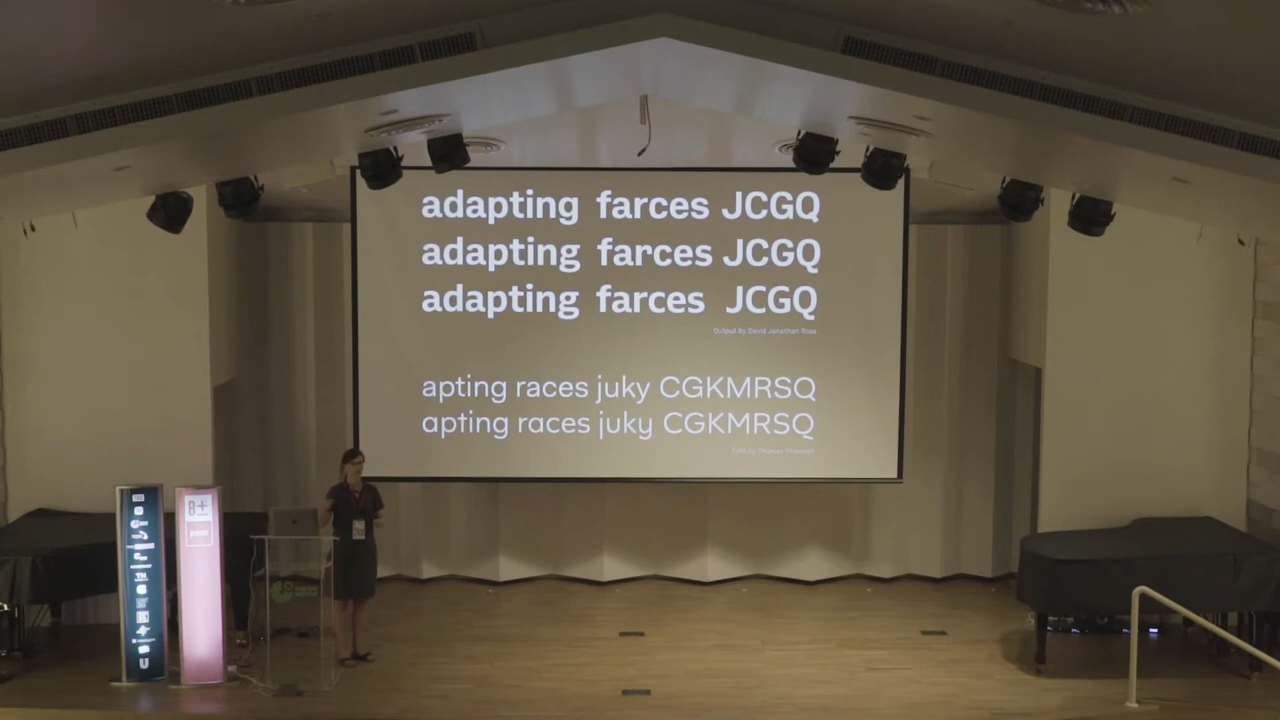 adapting farces JCGQ
adapting farces JCGQ
adapting farces JCGQ
Output by David Jonathan Ross
apting races juky CGKMRSQ
apting races juky CGKMRSQ
B+